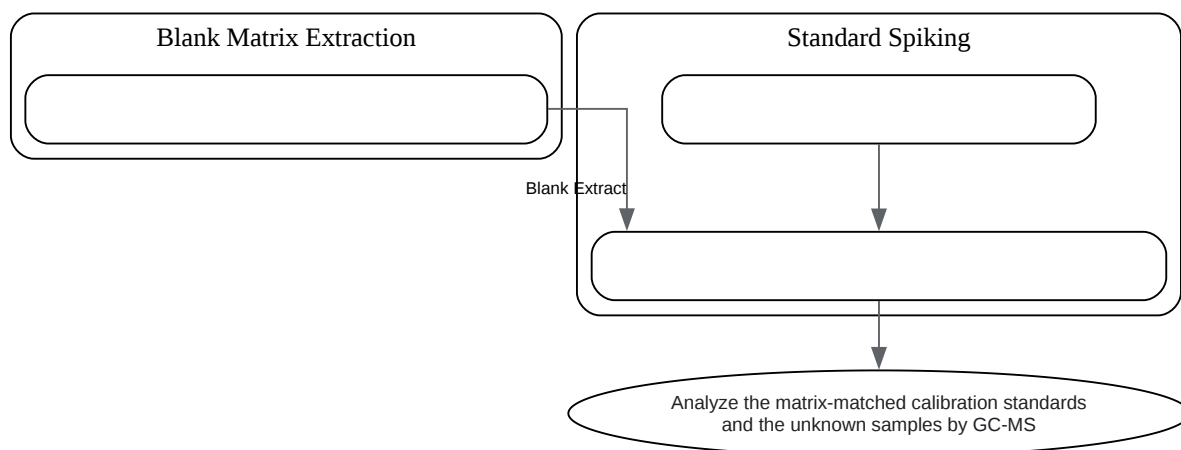 Blank Matrix Extraction
Standard Spiking
Blank Extract
Analyze the matrix-matched calibration standards
and the unknown samples by GC-MS